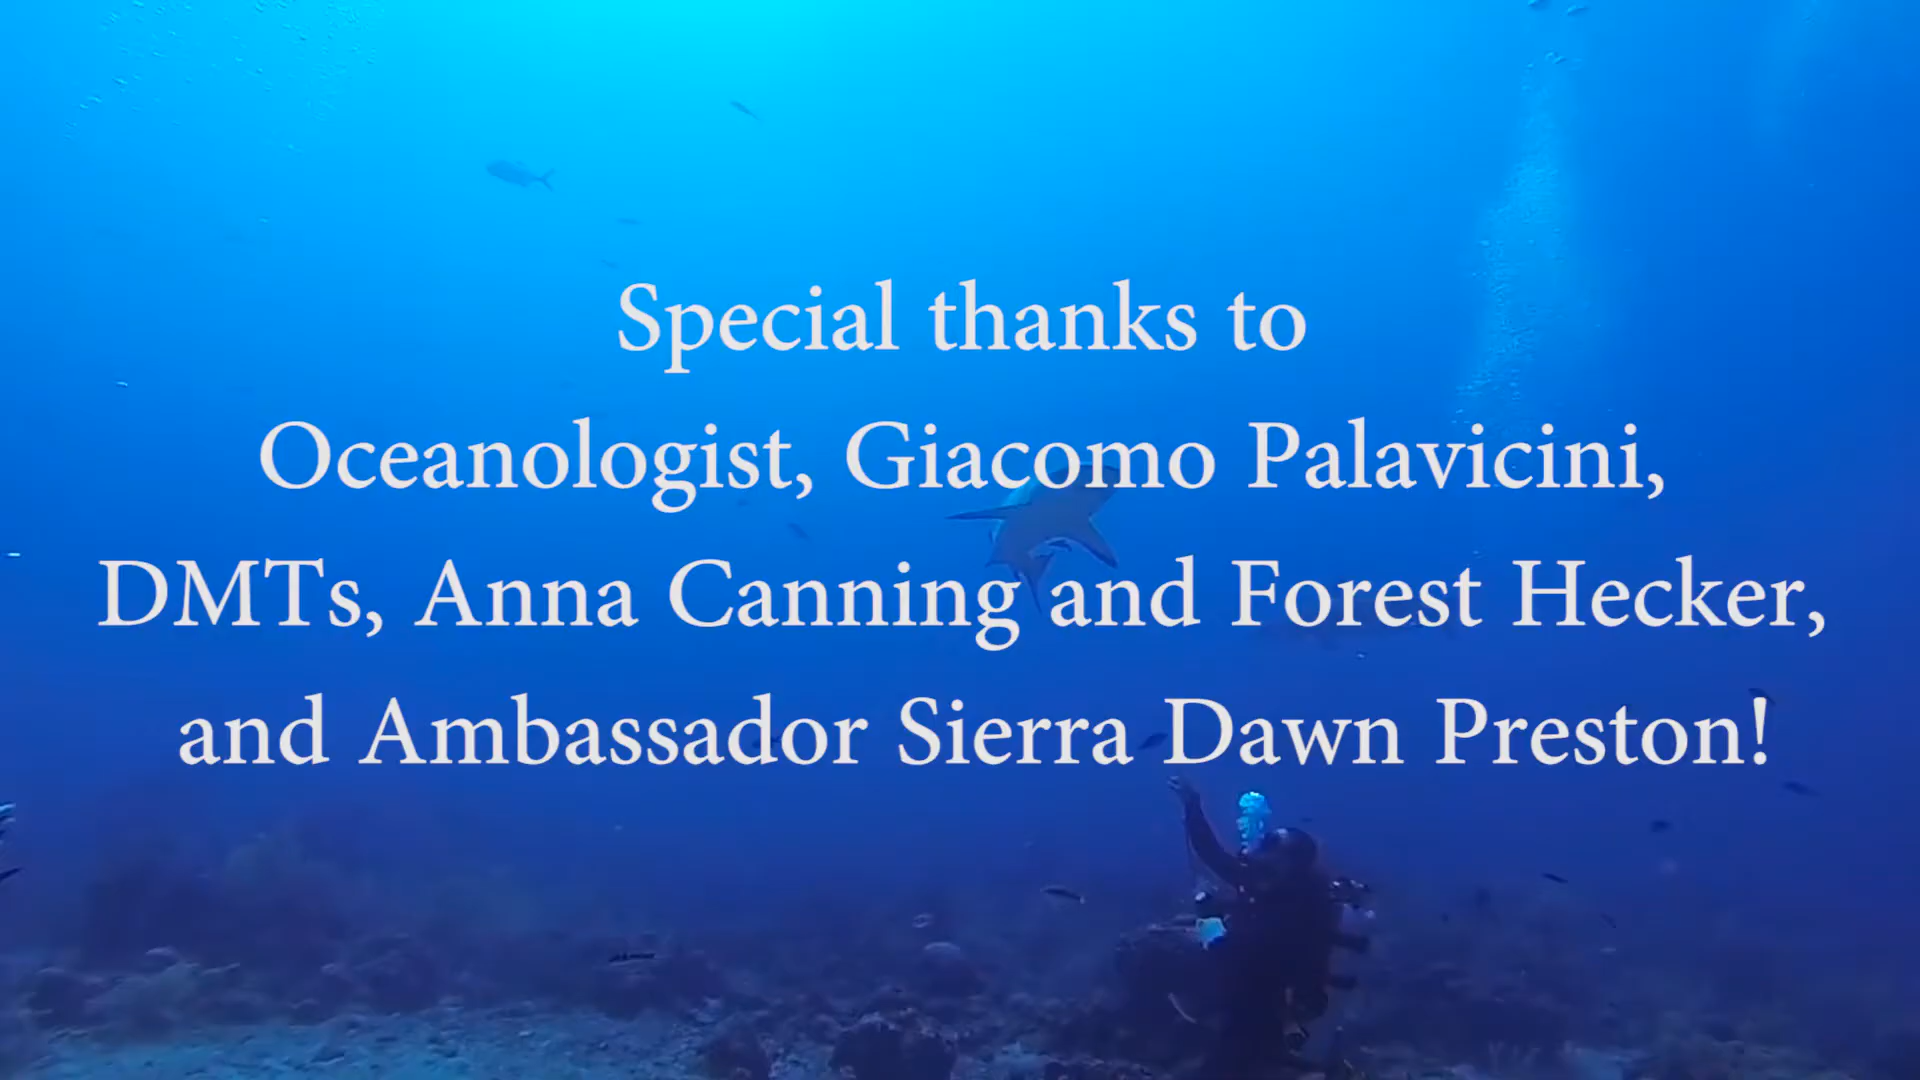 Special thanks to
Oceanologist, Giacomo Palavicini,
DMTs, Anna Canning and Forest Hecker,
and Ambassador Sierra Dawn Preston!